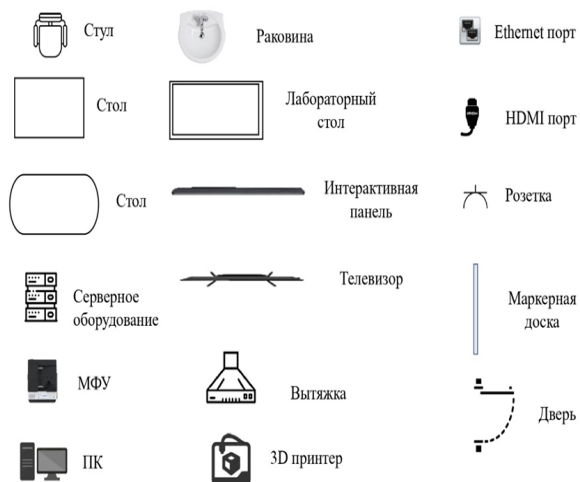 Стул
Раковина
Ethernet порт
Стол
Лабораторный
стол
HDMI порт
Стол
Интерактивная
панель
Розетка
Серверное
оборудование
Телевизор
Маркерная
доска
МФУ
Вытяжка
Дверь
ПК
3D принтер